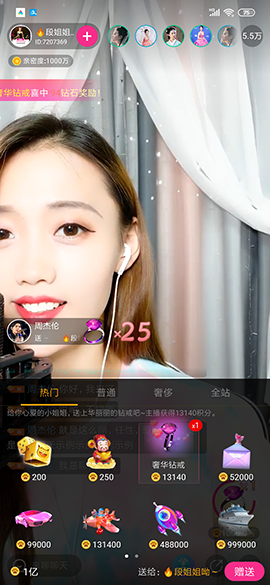 75
🔥段姐姐..
ID:7207369
5.5万
亲密度:1000万
奢华钻戒喜中 钻石奖励!
周杰伦
送 🔥段
×25
热门 普通 奢侈 全站
给你心爱的小姐姐，送上华丽丽的钻戒吧~主播获得13140积分。
x1
奢华钻戒
200 250 13140 52000
99000 131400 488000 999000
1亿 送给：🔥段姐姐呦 赠送